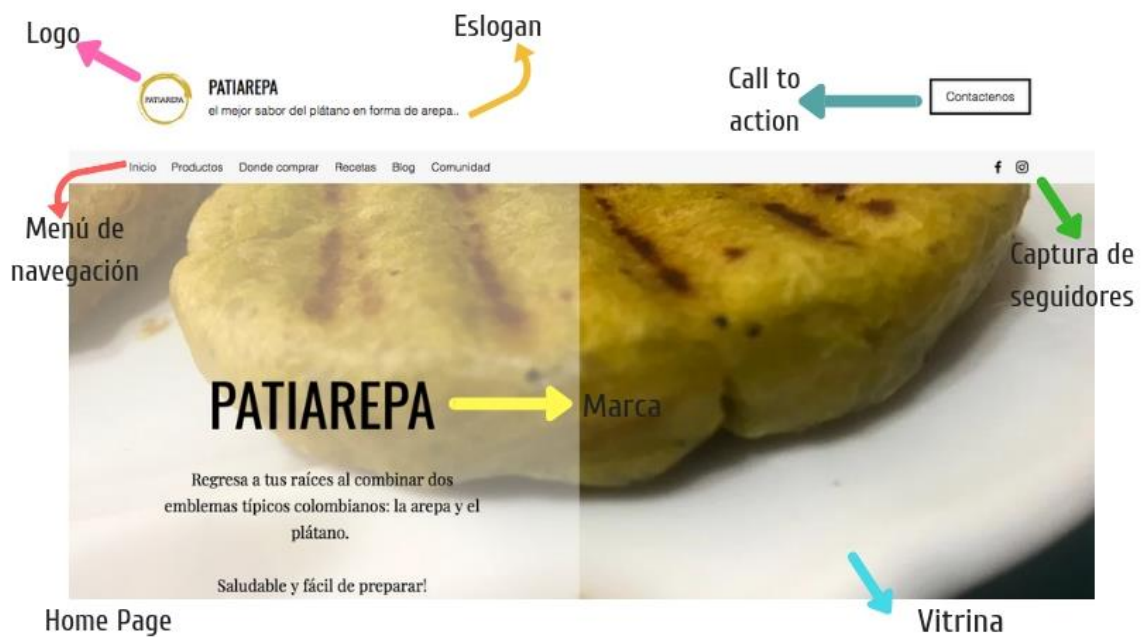 Logo
Eslogan
PATIAREPA
PATIAREPA
el mejor sabor del plátano en forma de arepa..
Call to
action
Contactenos
Inicio Productos Donde comprar Recetas Blog Comunidad
Menú de
navegación
Captura de
seguidores
PATIAREPA
Marca
Regresa a tus raíces al combinar dos
emblemas típicos colombianos: la arepa y el
plátano.
Saludable y fácil de preparar!
Home Page
Vitrina